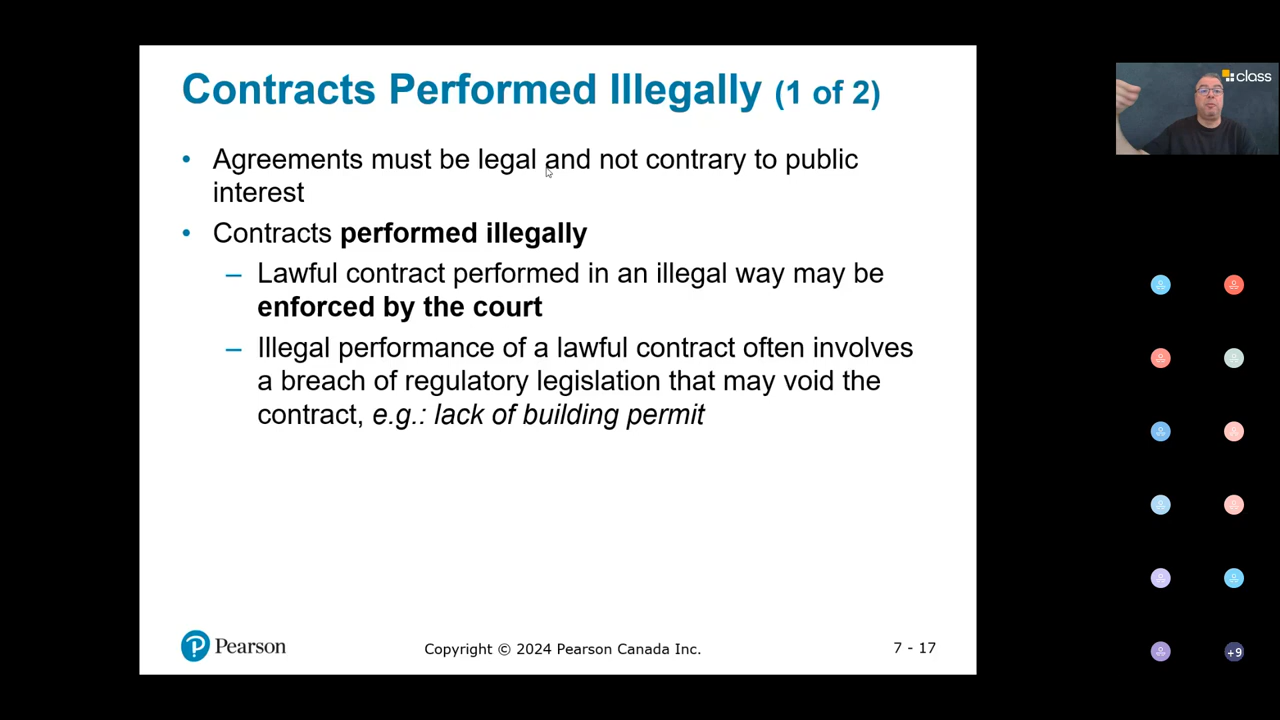 Contracts Performed Illegally (1 of 2)
• Agreements must be legal and not contrary to public
interest
• Contracts performed illegally
– Lawful contract performed in an illegal way may be
enforced by the court
– Illegal performance of a lawful contract often involves
a breach of regulatory legislation that may void the
contract, e.g.: lack of building permit
P Pearson
Copyright © 2024 Pearson Canada Inc.
7 - 17
class
+9